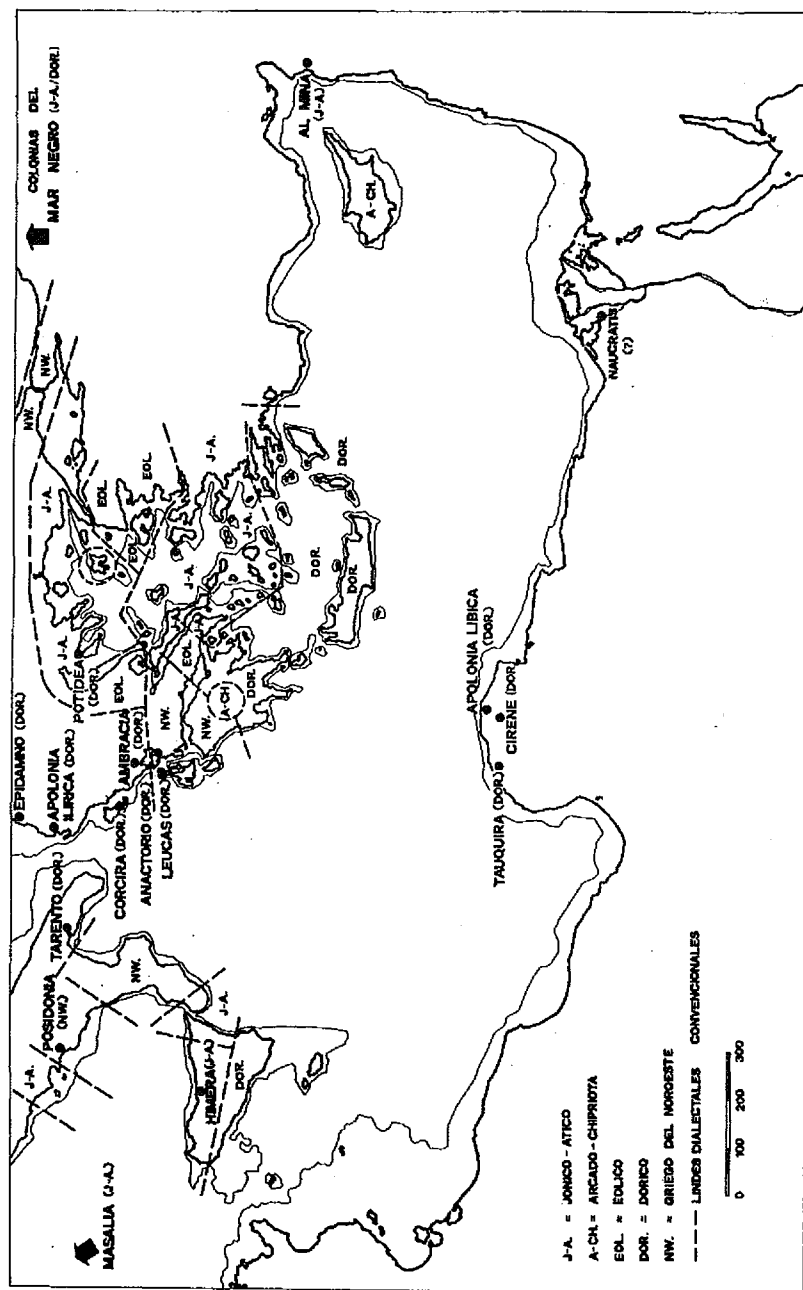 MASALIA (J-A.)
COLONIAS DEL
MAR NEGRO (J-A./DOR.)
J-A.
POSIDONIA
(NW.)
TARENTO (DOR.)
NW.
J-A.
HIMERA (J-A)
DOR.
EPIDAMNO (DOR.)
APOLONIA
ILIRICA (DOR.)
CORCIRA (DOR.)
AMBRACIA
(DOR.)
ANACTORIO (DOR.)
LEUCAS (DOR.)
POTIDEA
(DOR.)
J-A.
J-A.
NW.
NW.
EOL.
EOL.
EOL.
EOL.
EOL.
NW.
NW.
(A-CH.)
DOR.
J-A.
J-A.
J-A.
J-A.
J-A.
DOR.
DOR.
DOR.
AL MINA
(J-A.)
A-CH.
NAUCRATIS
(?)
APOLONIA LIBICA
(DOR.)
CIRENE (DOR.)
TAUQUIRA (DOR.)
J-A. = JONICO-ATICO
A-CH. = ARCADO-CHIPRIOTA
EOL. = EOLICO
DOR. = DORICO
NW. = GRIEGO DEL NOROESTE
--- LINDES DIALECTALES CONVENCIONALES
0 100 200 300